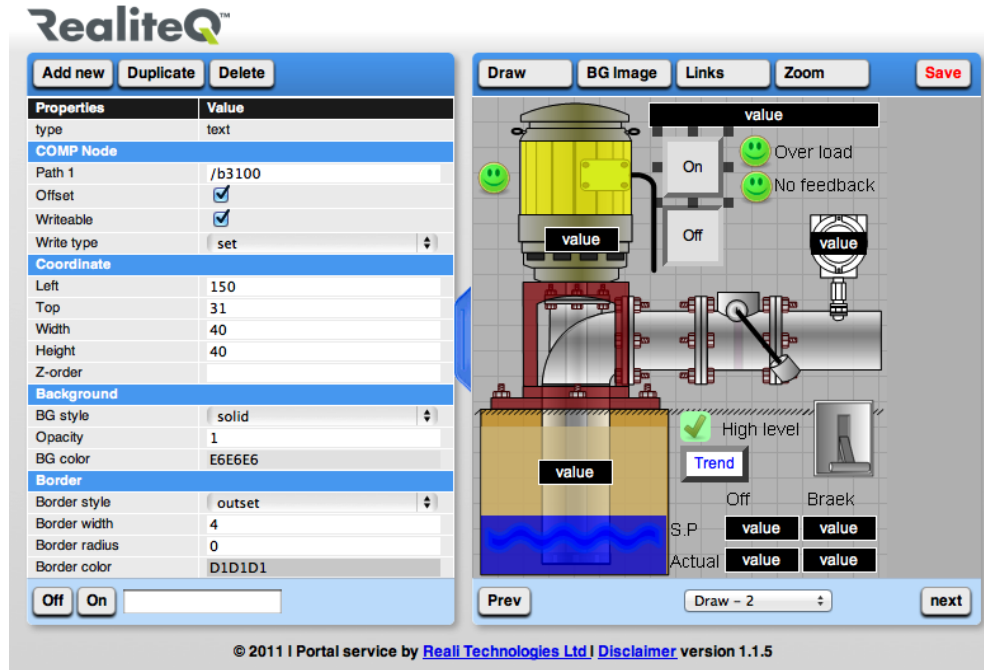 RealiteQ™
Add new Duplicate Delete
Properties Value
type text
COMP Node
Path 1 /b3100
Offset
Writeable
Write type set
Coordinate
Left 150
Top 31
Width 40
Height 40
Z-order
Background
BG style solid
Opacity 1
BG color E6E6E6
Border
Border style outset
Border width 4
Border radius 0
Border color D1D1D1
Off On
Draw BG Image Links Zoom Save
value
On Over load
No feedback
Off
value value
High level
value Trend
Off Braek
S.P value value
Actual value value
Prev Draw – 2 next
© 2011 I Portal service by Reali Technologies Ltd I Disclaimer version 1.1.5